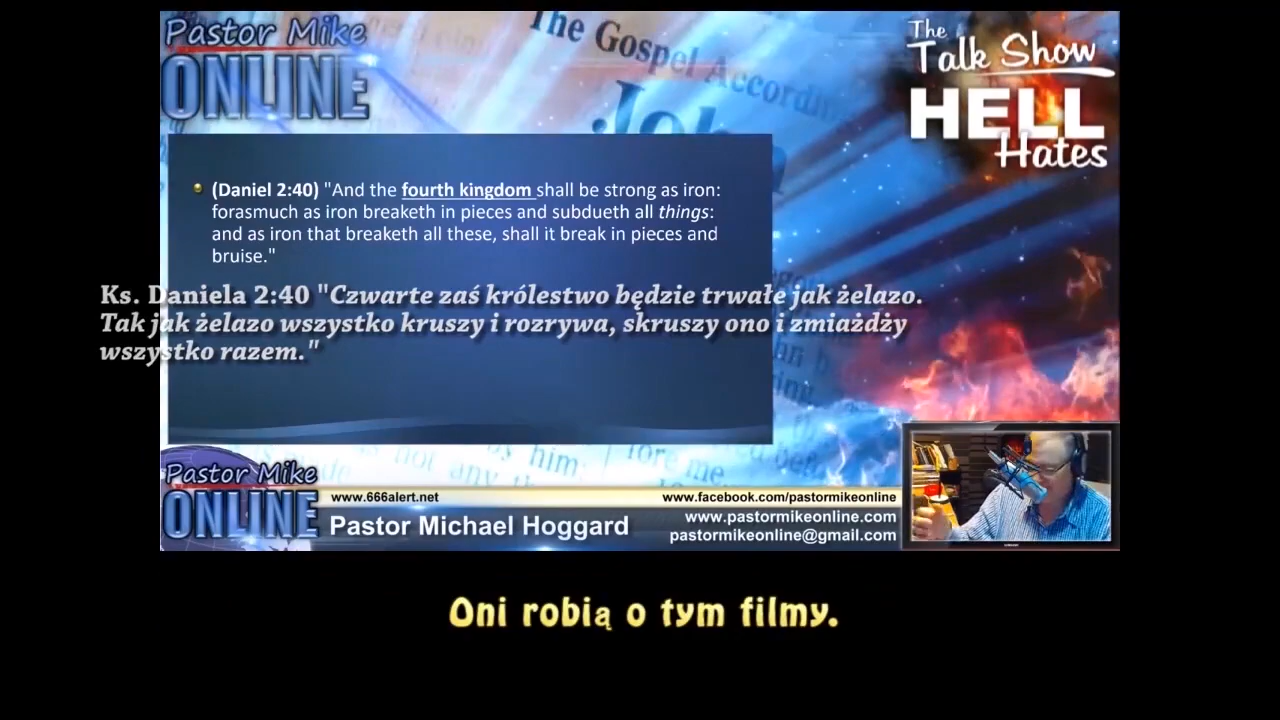 Pastor Mike
ONLINE
The Gospel Accordin
John
The
Talk Show
HELL
Hates
(Daniel 2:40) "And the fourth kingdom shall be strong as iron:
forasmuch as iron breaketh in pieces and subdueth all things:
and as iron that breaketh all these, shall it break in pieces and
bruise."
Ks. Daniela 2:40 "Czwarte zaś królestwo będzie trwałe jak żelazo.
Tak jak żelazo wszystko kruszy i rozrywa, skruszy ono i zmiażdży
wszystko razem."
Pastor Mike
ONLINE
www.666alert.net
www.facebook.com/pastormikeonline
Pastor Michael Hoggard
www.pastormikeonline.com
pastormikeonline@gmail.com
Oni robią o tym filmy.